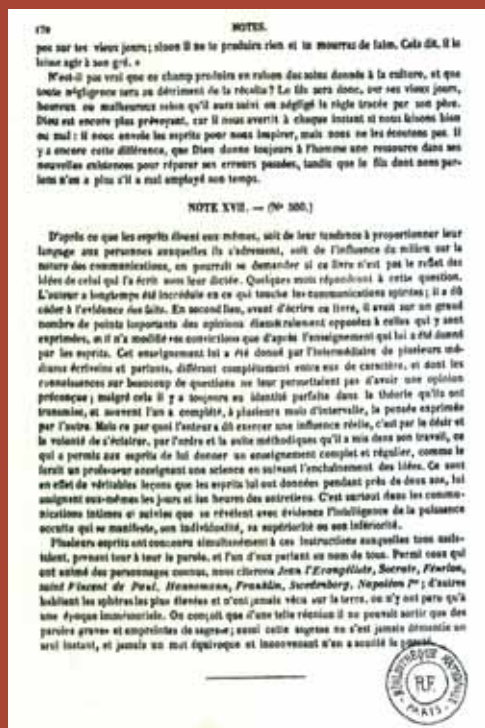 170 NOTES.
pos sur tes vieux jours; sinon il ne te produira rien et tu mourras de faim. Cela dit, il le
laisse agir à son gré. »
N'est-il pas vrai que ce champ produira en raison des soins donnés à la culture, et que
toute négligence sera au détriment de la récolte? Le fils sera donc, sur ses vieux jours,
heureux ou malheureux selon qu'il aura suivi ou négligé la règle tracée par son père.
Dieu est encore plus prévoyant, car il nous avertit à chaque instant si nous faisons bien
ou mal : il nous envoie les esprits pour nous inspirer, mais nous ne les écoutons pas. Il
y a encore cette différence, que Dieu donne toujours à l'homme une ressource dans ses
nouvelles existences pour réparer ses erreurs passées, tandis que le fils dont nous par-
lons n'en a plus s'il a mal employé son temps.
NOTE XVII. — (N°
D'après ce que les esprits disent eux-mêmes, soit de leur tendance à proportionner leur
langage aux personnes auxquelles ils s'adressent, soit de l'influence du milieu sur la
nature des communications, on pourrait se demander si ce livre n'est pas le reflet des
idées de celui qui l'a écrit sous leur dictée. Quelques mots répondront à cette question.
L'auteur a longtemps été incrédule en ce qui touche les communications spirites; il a dû
céder à l'évidence des faits. En second lieu, avant d'écrire ce livre, il avait sur un grand
nombre de points importants des opinions diamétralement opposées à celles qui y sont
exprimées, et il n'a modifié ses convictions que d'après l'enseignement qui lui a été donné
par les esprits. Cet enseignement lui a été donné par l'intermédiaire de plusieurs mé-
diums écrivains et parlants, différant complètement entre eux de caractère, et dont les
connaissances sur beaucoup de questions ne leur permettaient pas d'avoir une opinion
préconçue; malgré cela il y a toujours eu identité parfaite dans la théorie qu'ils ont
transmise, et souvent l'un a complété, à plusieurs mois d'intervalle, la pensée exprimée
par l'autre. Mais ce par quoi l'auteur a dû exercer une influence réelle, c'est par le désir et
la volonté de s'éclairer, par l'ordre et la suite méthodiques qu'il a mis dans son travail, ce
qui a permis aux esprits de lui donner un enseignement complet et régulier, comme le
ferait un professeur enseignant une science en suivant l'enchaînement des idées. Ce sont
en effet de véritables leçons que les esprits lui ont données pendant près de deux ans, lui
assignant eux-mêmes les jours et les heures des entretiens. C'est surtout dans les commu-
nications intimes et suivies que se révèlent avec évidence l'intelligence de la puissance
occulte qui se manifeste, son individualité, sa supériorité ou son infériorité.
Plusieurs esprits ont concouru simultanément à ces instructions auxquelles tous assis-
taient, prenant tour à tour la parole, et l'un d'eux parlant au nom de tous. Parmi ceux qui
ont animé des personnages connus, nous citerons Jean l'Évangéliste, Socrate, Fénelon,
saint Vincent de Paul, Hannemann, Franklin, Swedenborg, Napoléon Ier; d'autres
habitent les sphères les plus élevées et n'ont jamais vécu sur la terre, ou n'y ont paru qu'à
une époque immémoriale. On conçoit que d'une telle réunion il ne pouvait sortir que des
paroles graves et empreintes de sagesse; aussi cette sagesse ne s'est jamais démentie un
seul instant, et jamais un mot équivoque et inconvenant n'en a souillé la pureté.
BIBLIOTHÈQUE NATIONALE
R.F.
PARIS